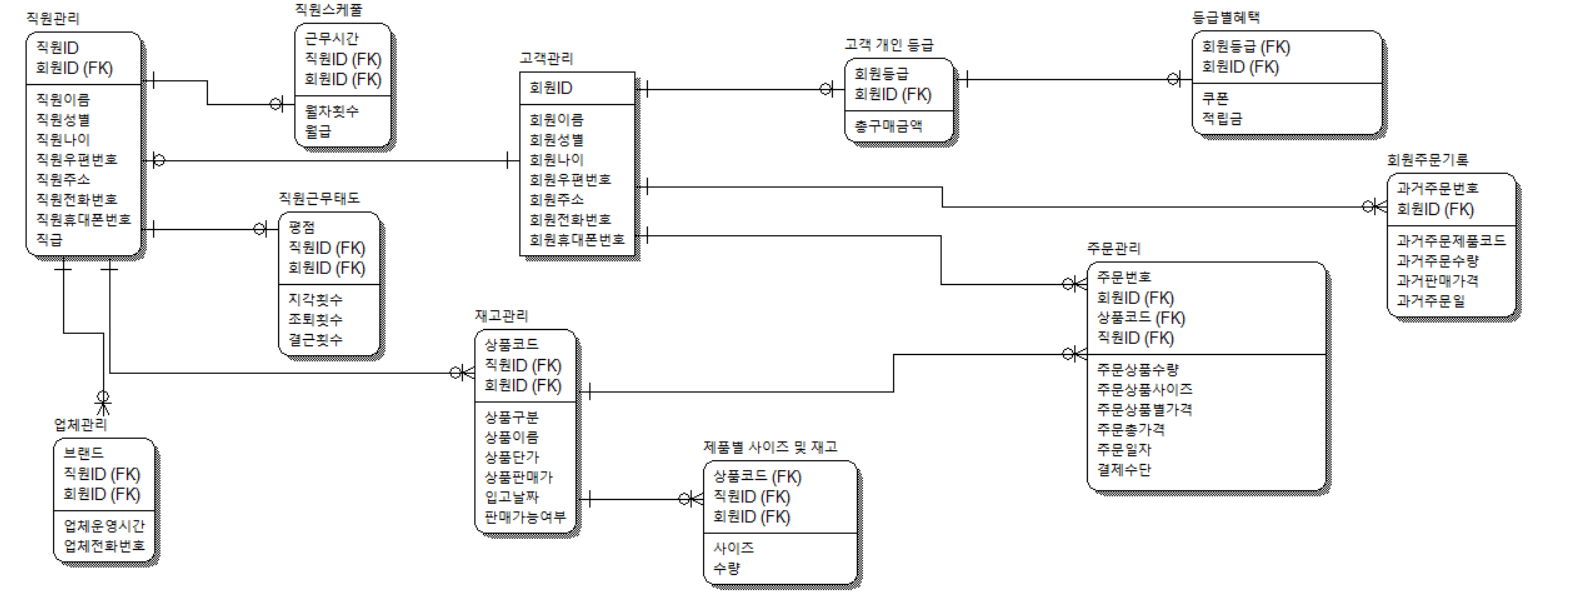 직원관리
직원ID
회원ID (FK)
직원이름
직원성별
직원나이
직원우편번호
직원주소
직원전화번호
직원휴대폰번호
직급
직원스케쥴
근무시간
직원ID (FK)
회원ID (FK)
월차횟수
월급
직원근무태도
평점
직원ID (FK)
회원ID (FK)
지각횟수
조퇴횟수
결근횟수
업체관리
브랜드
직원ID (FK)
회원ID (FK)
업체운영시간
업체전화번호
고객관리
회원ID
회원이름
회원성별
회원나이
회원우편번호
회원주소
회원전화번호
회원휴대폰번호
재고관리
상품코드
직원ID (FK)
회원ID (FK)
상품구분
상품이름
상품단가
상품판매가
입고날짜
판매가능여부
제품별 사이즈 및 재고
상품코드 (FK)
직원ID (FK)
회원ID (FK)
사이즈
수량
고객 개인 등급
회원등급
회원ID (FK)
총구매금액
등급별혜택
회원등급 (FK)
회원ID (FK)
쿠폰
적립금
회원주문기록
과거주문번호
회원ID (FK)
과거주문제품코드
과거주문수량
과거판매가격
과거주문일
주문관리
주문번호
회원ID (FK)
상품코드 (FK)
직원ID (FK)
주문상품수량
주문상품사이즈
주문상품별가격
주문총가격
주문일자
결제수단